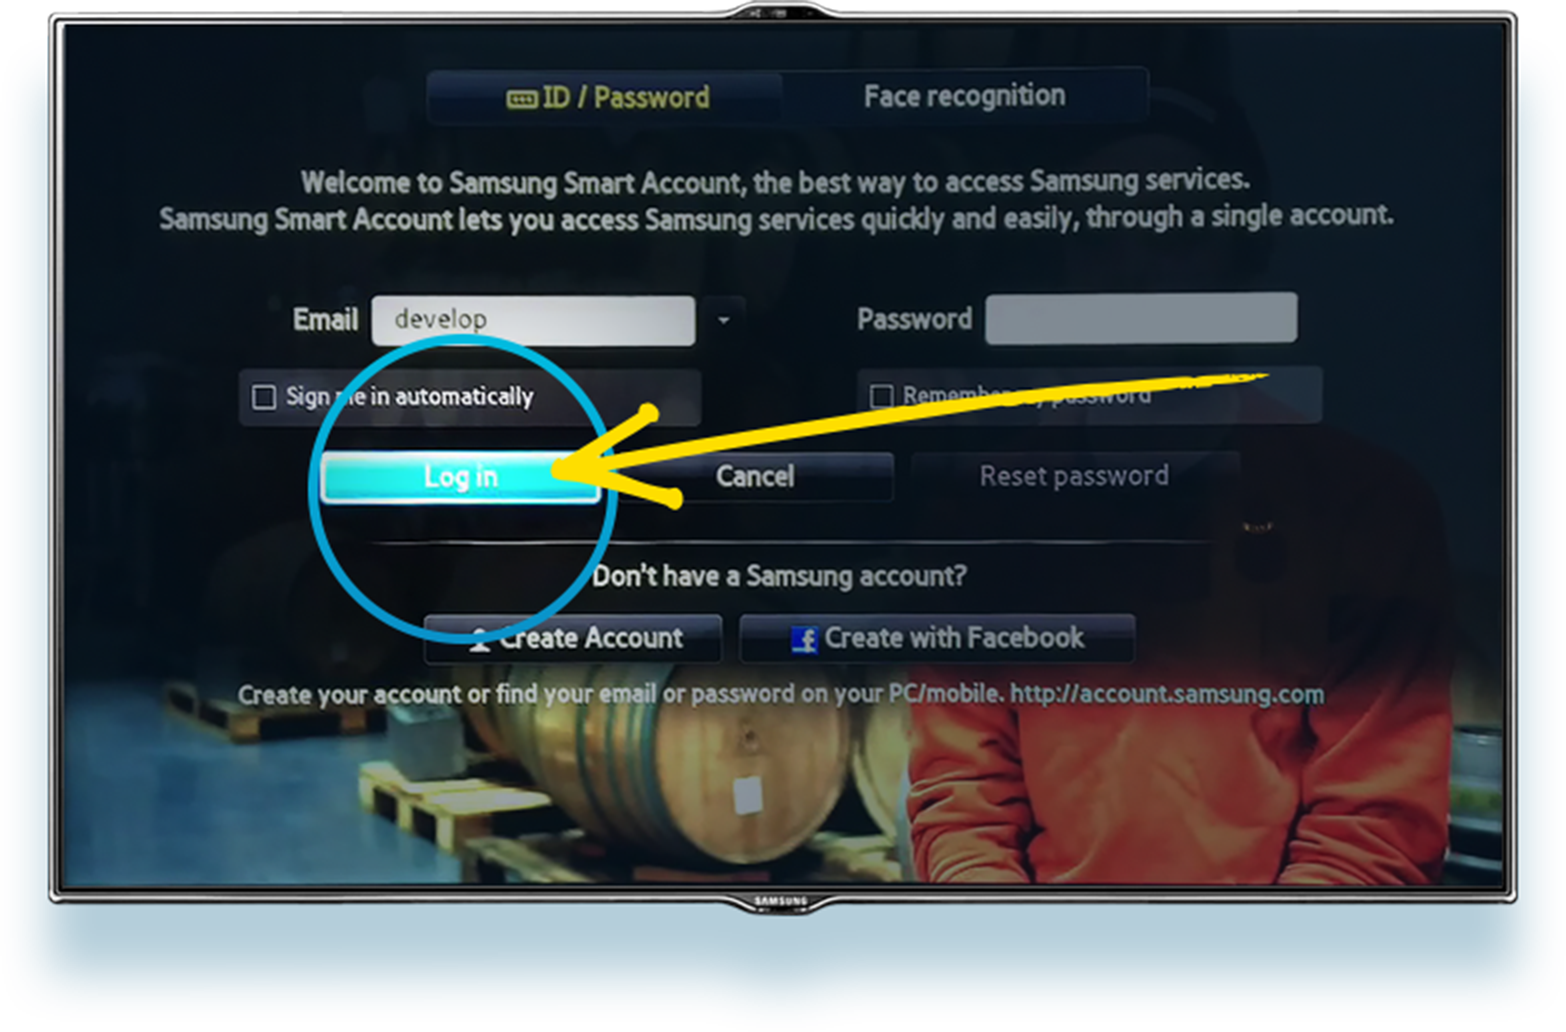 ID / Password Face recognition
Welcome to Samsung Smart Account, the best way to access Samsung services.
Samsung Smart Account lets you access Samsung services quickly and easily, through a single account.
Email develop Password
Sign me in automatically Remember my password
Log in Cancel Reset password
Don't have a Samsung account?
Create Account f Create with Facebook
Create your account or find your email or password on your PC/mobile. http://account.samsung.com
SAMSUNG